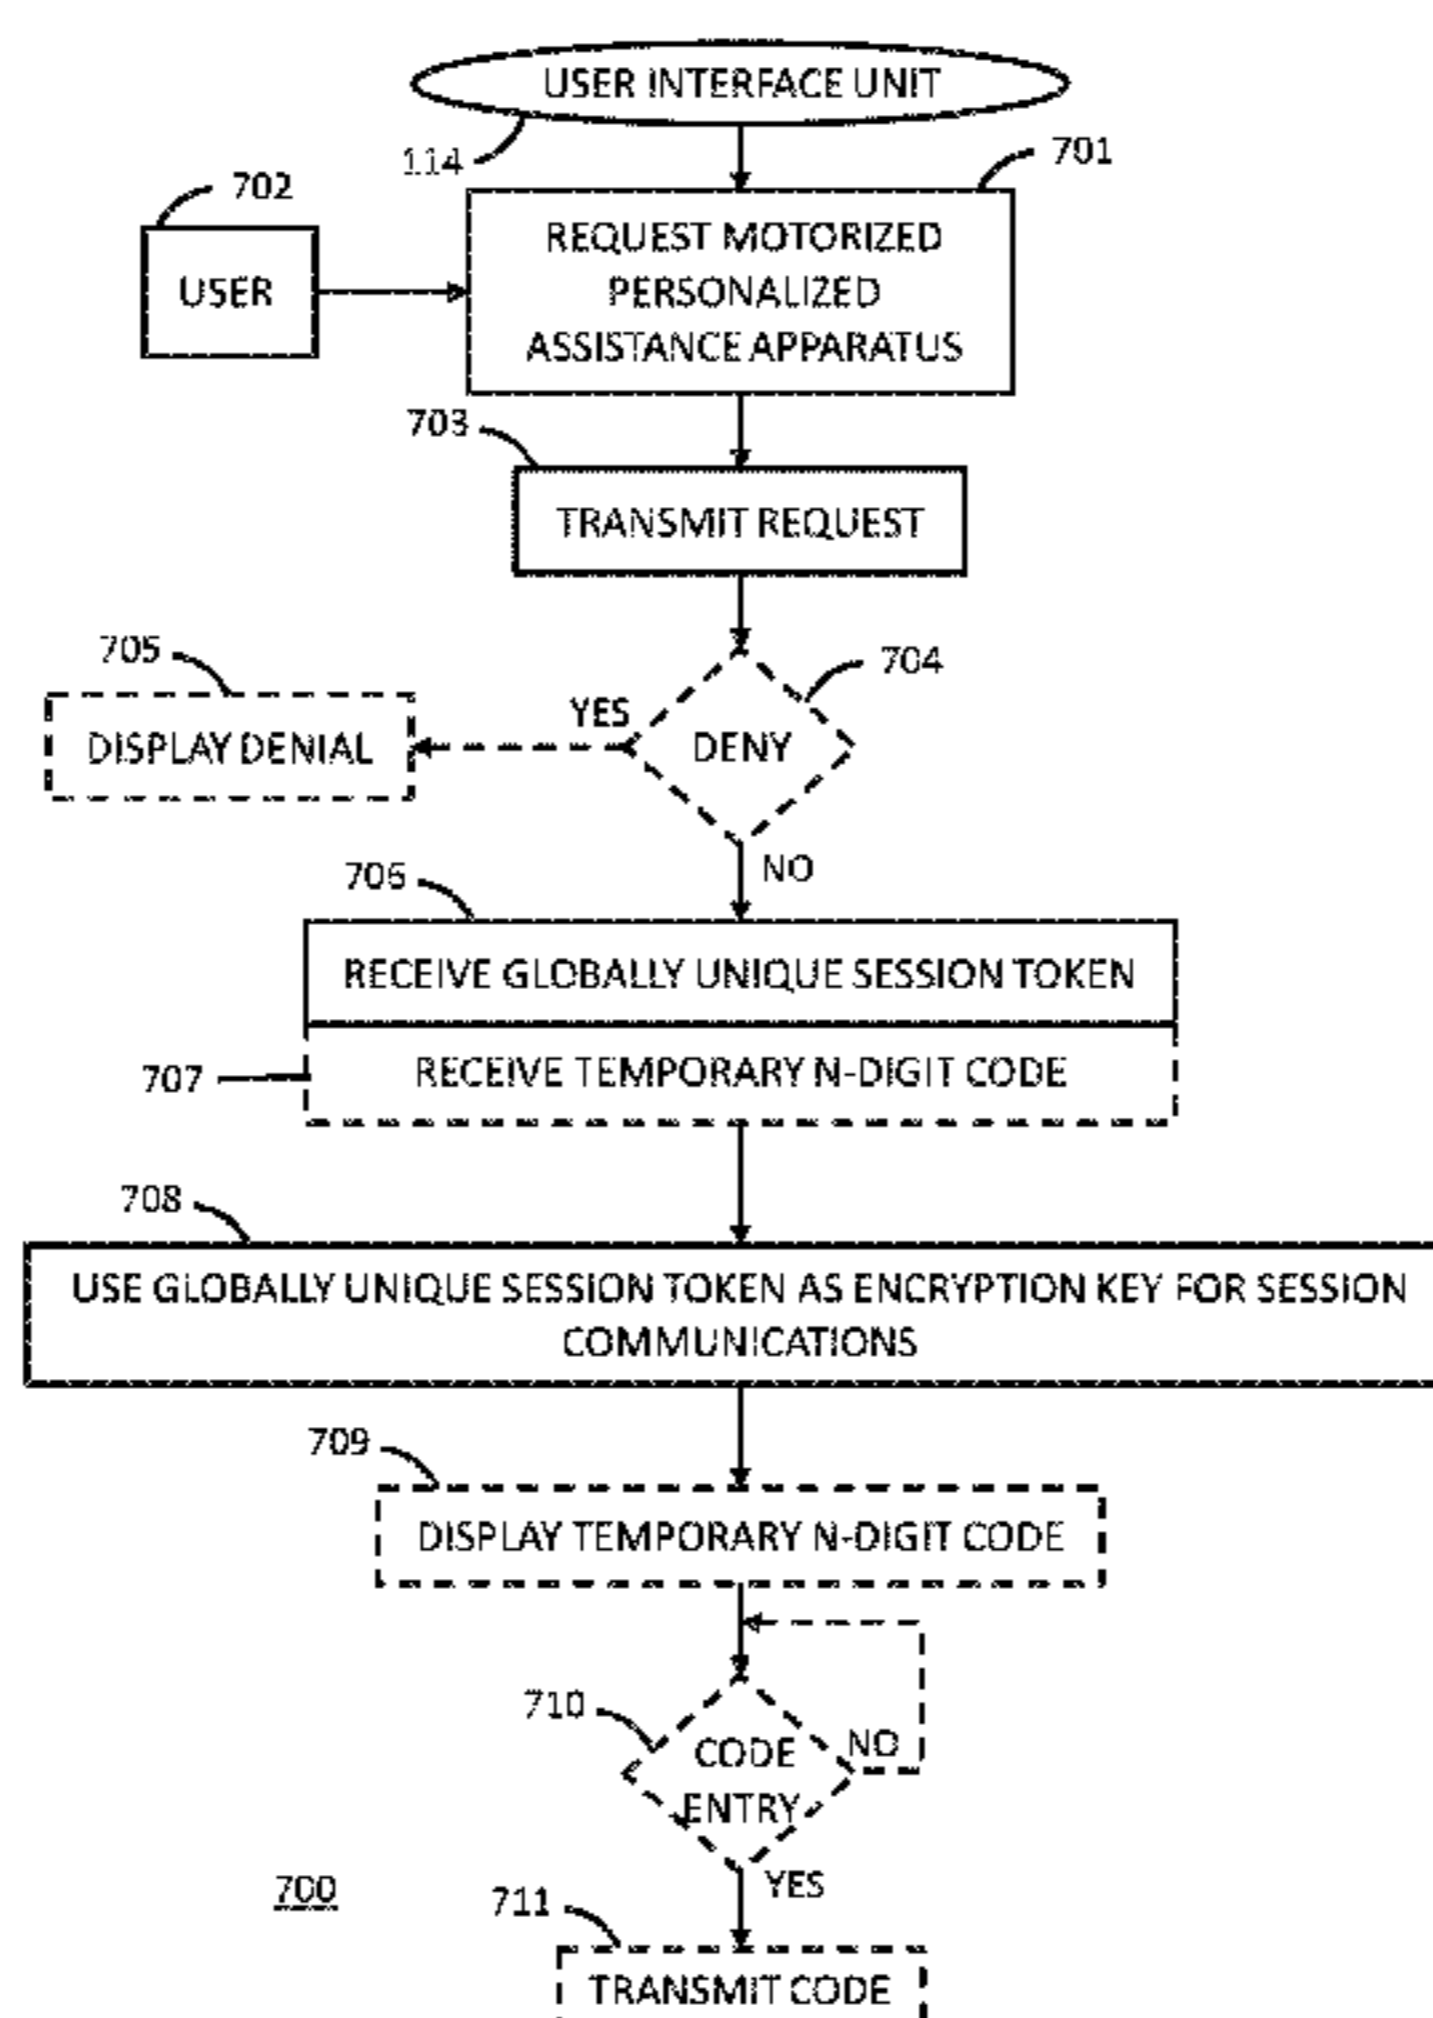 USER INTERFACE UNIT
114
701
702
REQUEST MOTORIZED
PERSONALIZED
ASSISTANCE APPARATUS
USER
703
TRANSMIT REQUEST
704
705
YES
DENY
DISPLAY DENIAL
NO
706
RECEIVE GLOBALLY UNIQUE SESSION TOKEN
707
RECEIVE TEMPORARY N-DIGIT CODE
708
USE GLOBALLY UNIQUE SESSION TOKEN AS ENCRYPTION KEY FOR SESSION
COMMUNICATIONS
709
DISPLAY TEMPORARY N-DIGIT CODE
710
CODE
ENTRY
NO
YES
700
711
TRANSMIT CODE